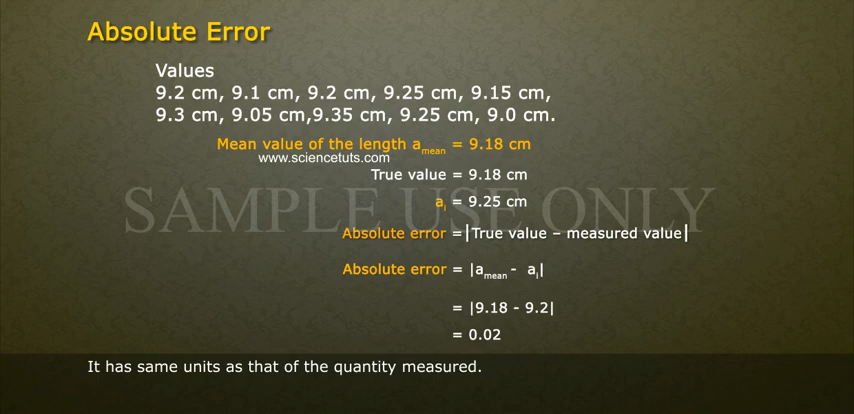 Absolute Error
Values
9.2 cm, 9.1 cm, 9.2 cm, 9.25 cm, 9.15 cm,
9.3 cm, 9.05 cm,9.35 cm, 9.25 cm, 9.0 cm.
Mean value of the length amean = 9.18 cm
www.sciencetuts.com
True value = 9.18 cm
ai = 9.25 cm
SAMPLE USE ONLY
Absolute error =|True value – measured value|
Absolute error = |amean - ai|
= |9.18 - 9.2|
= 0.02
It has same units as that of the quantity measured.